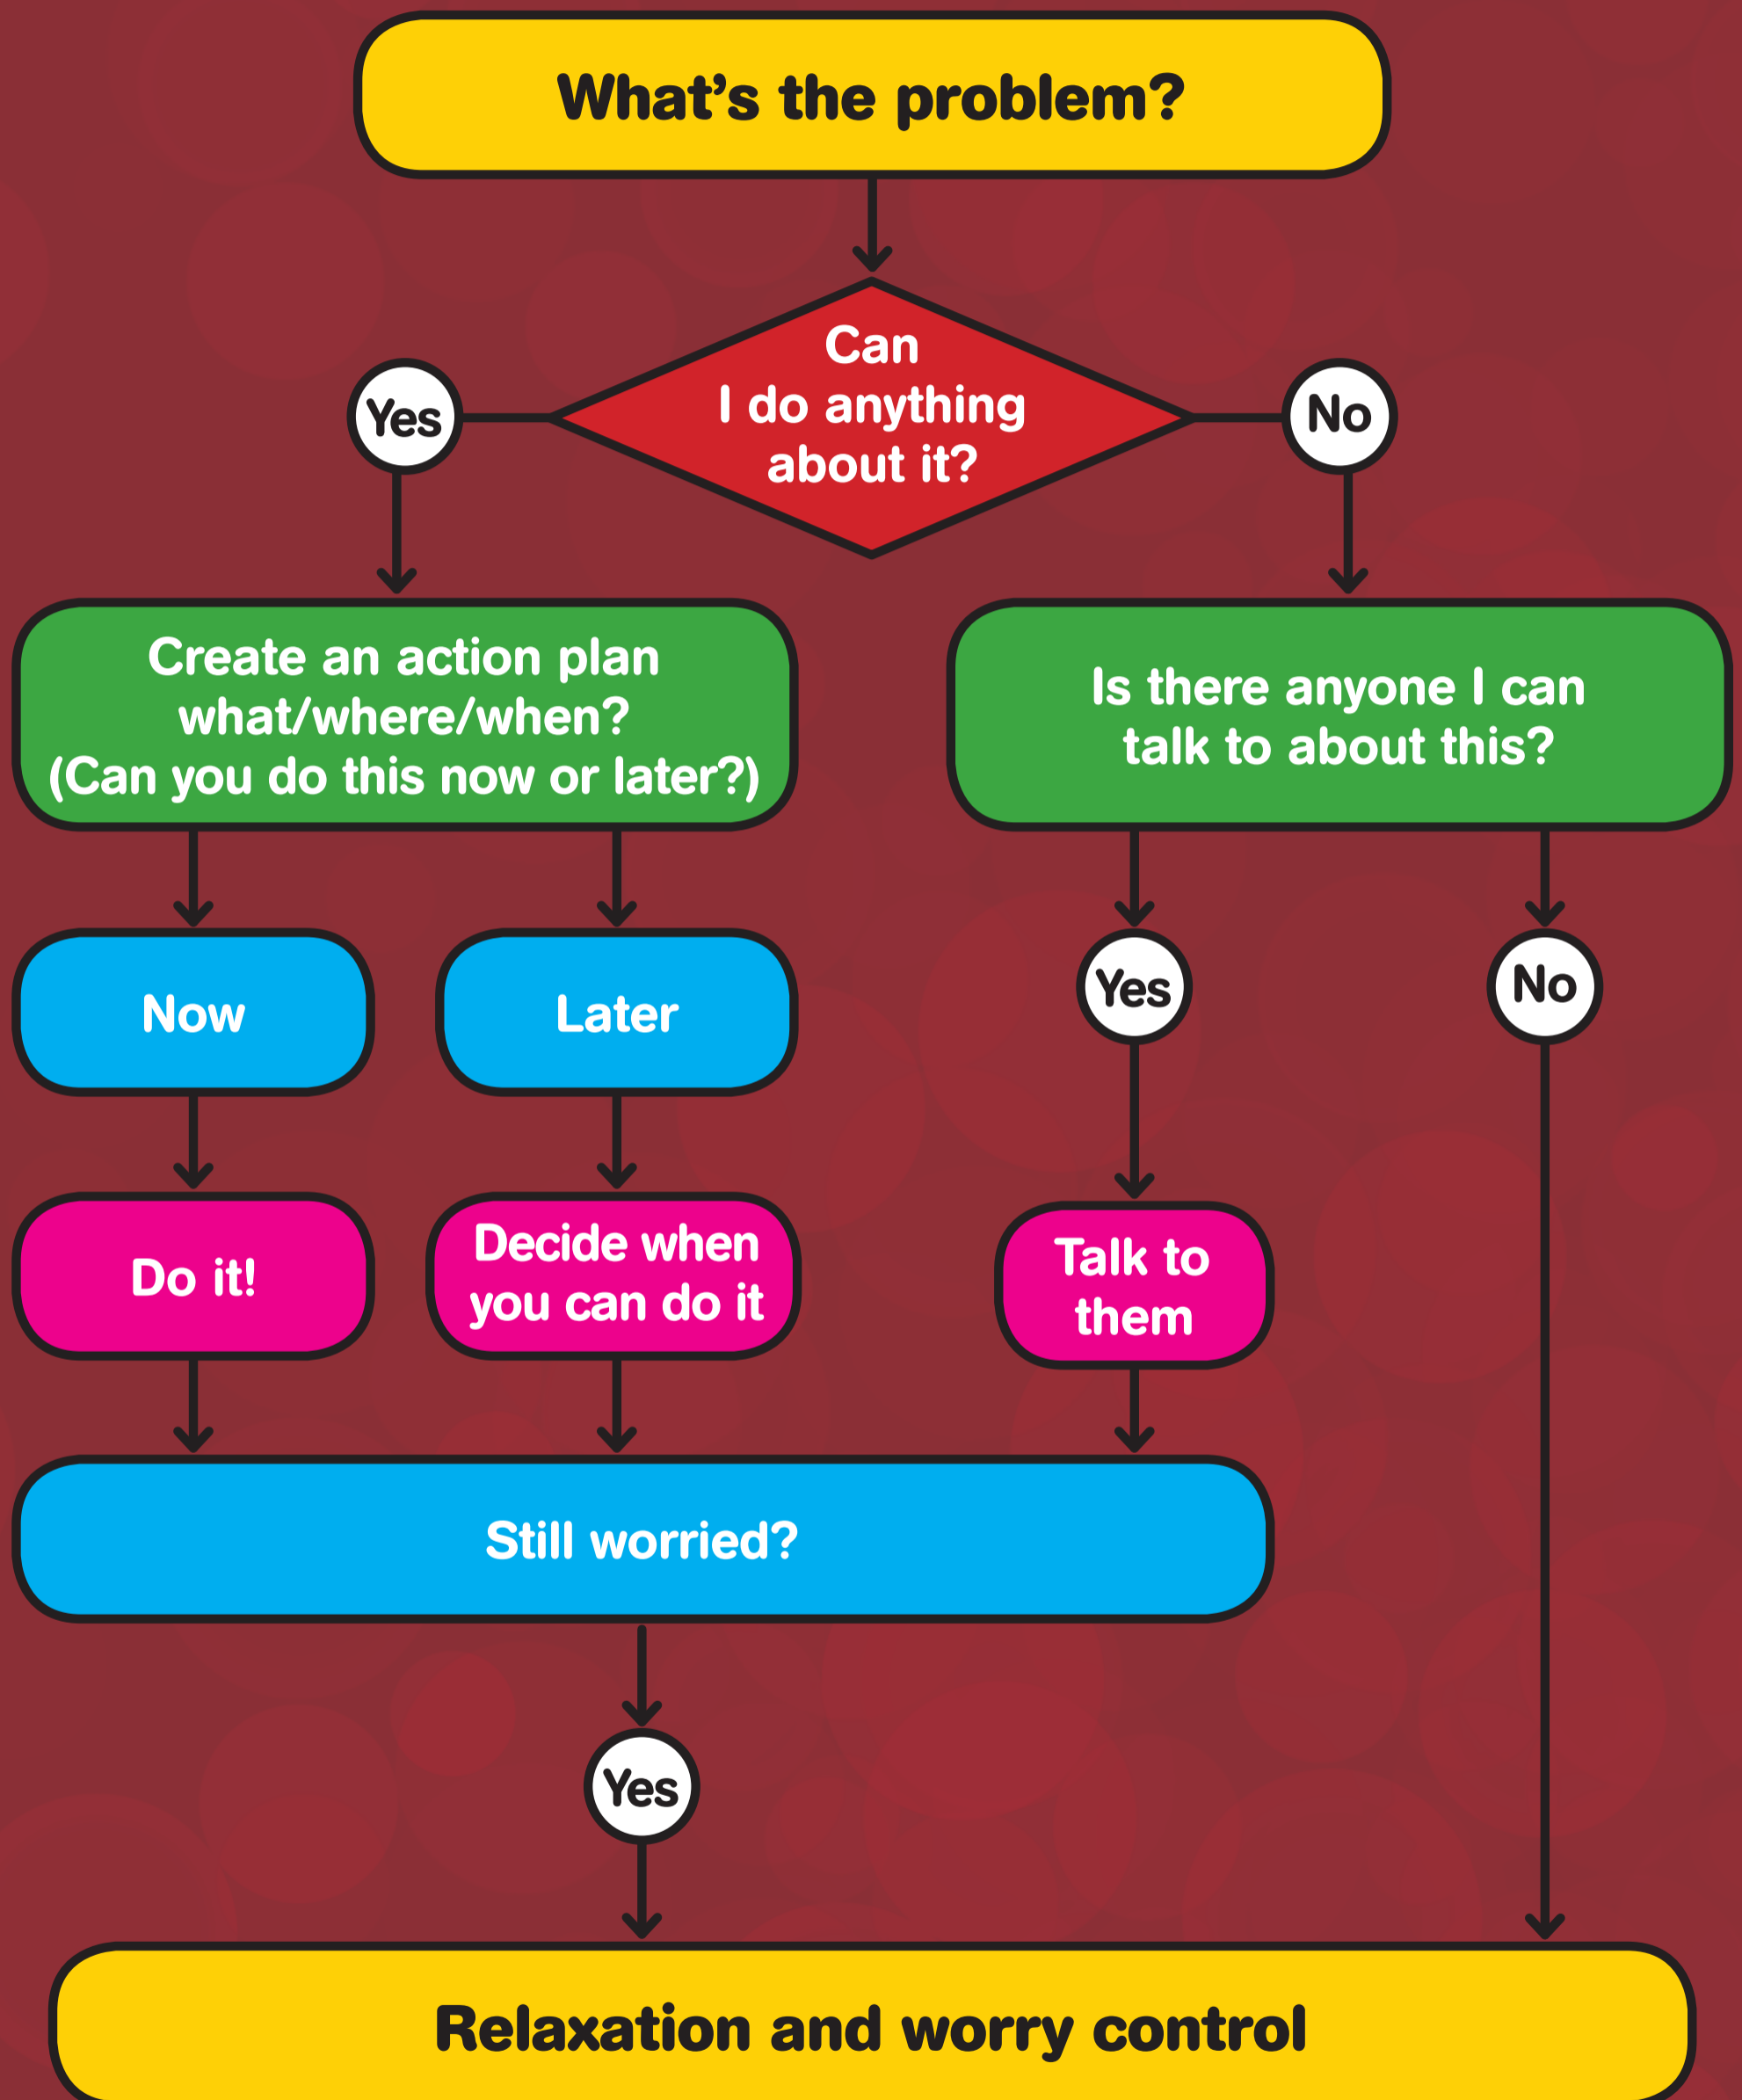 What's the problem?
Can
I do anything
about it?
Yes
No
Create an action plan
what/where/when?
(Can you do this now or later?)
Is there anyone I can
talk to about this?
Now
Later
Yes
No
Do it!
Decide when
you can do it
Talk to
them
Still worried?
Yes
Relaxation and worry control